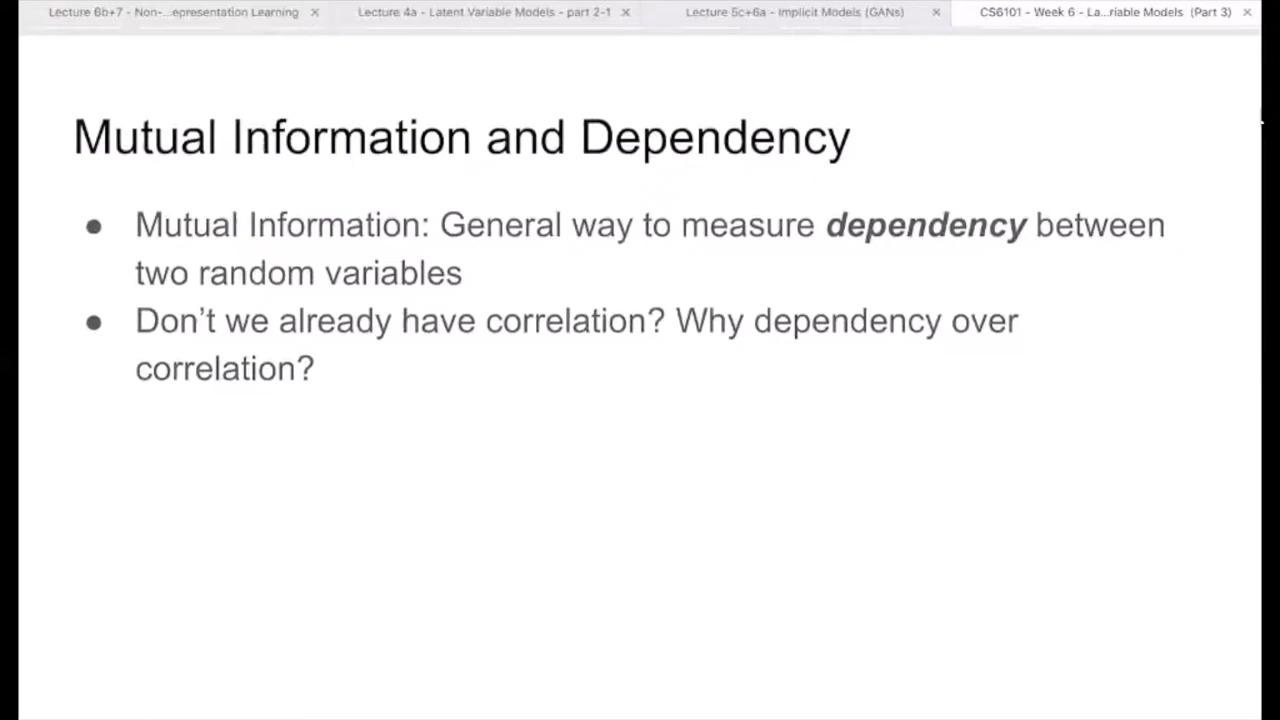 Lecture 6b+7 - Non-...epresentation Learning × Lecture 4a - Latent Variable Models - part 2-1 × Lecture 5c+6a - Implicit Models (GANs) × CS6101 - Week 6 - La...riable Models (Part 3) ×
Mutual Information and Dependency
● Mutual Information: General way to measure dependency between
two random variables
● Don’t we already have correlation? Why dependency over
correlation?